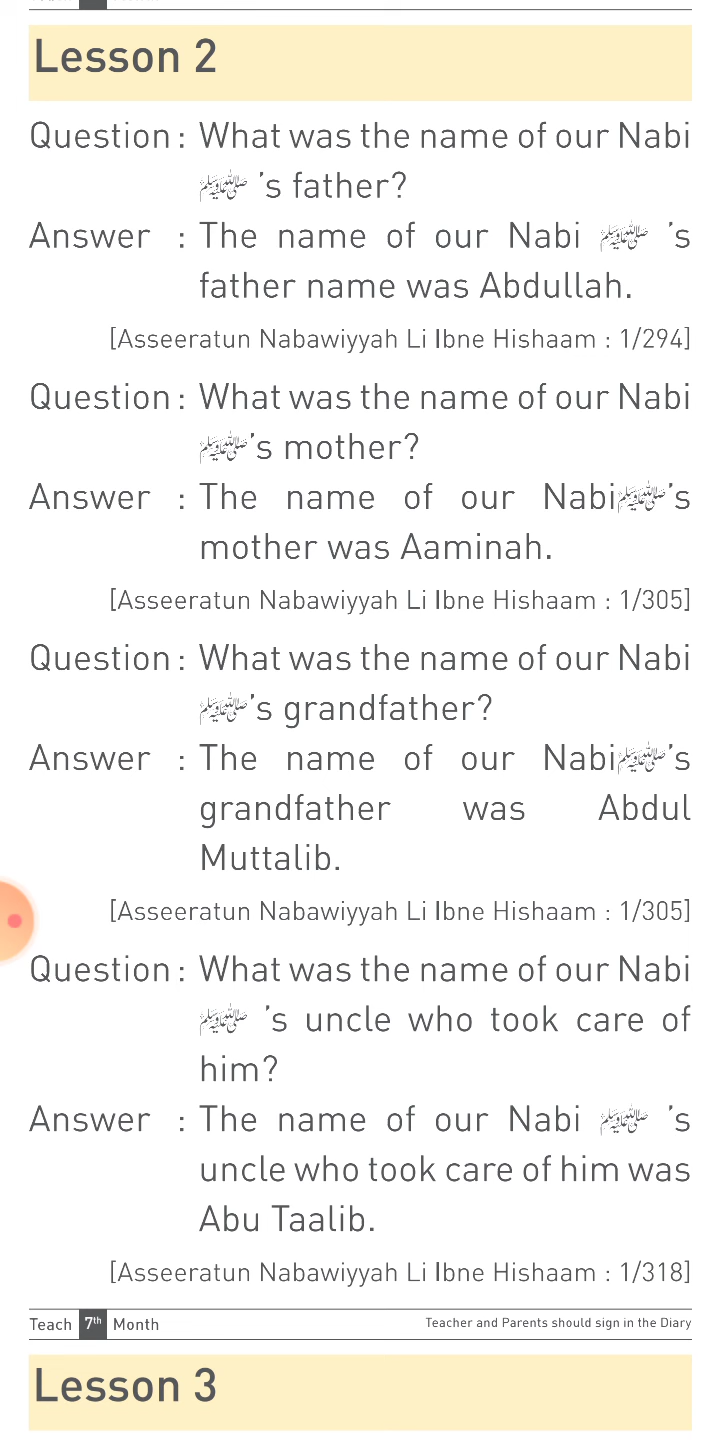 Lesson 2
Question : What was the name of our Nabi
ﷺ 's father?
Answer : The name of our Nabi ﷺ 's
father name was Abdullah.
[Asseeratun Nabawiyyah Li Ibne Hishaam : 1/294]
Question : What was the name of our Nabi
ﷺ's mother?
Answer : The name of our Nabiﷺ's
mother was Aaminah.
[Asseeratun Nabawiyyah Li Ibne Hishaam : 1/305]
Question : What was the name of our Nabi
ﷺ's grandfather?
Answer : The name of our Nabiﷺ's
grandfather was Abdul
Muttalib.
[Asseeratun Nabawiyyah Li Ibne Hishaam : 1/305]
Question : What was the name of our Nabi
ﷺ 's uncle who took care of
him?
Answer : The name of our Nabi ﷺ 's
uncle who took care of him was
Abu Taalib.
[Asseeratun Nabawiyyah Li Ibne Hishaam : 1/318]
Teach 7th Month Teacher and Parents should sign in the Diary
Lesson 3